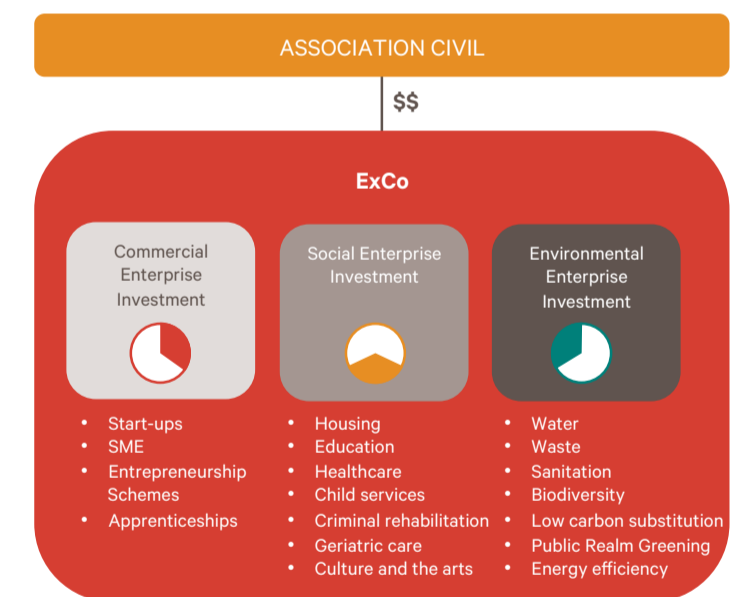 ASSOCIATION CIVIL
$$
ExCo
Commercial
Enterprise
Investment
• Start-ups
• SME
• Entrepreneurship
Schemes
• Apprenticeships
Social Enterprise
Investment
• Housing
• Education
• Healthcare
• Child services
• Criminal rehabilitation
• Geriatric care
• Culture and the arts
Environmental
Enterprise
Investment
• Water
• Waste
• Sanitation
• Biodiversity
• Low carbon substitution
• Public Realm Greening
• Energy efficiency